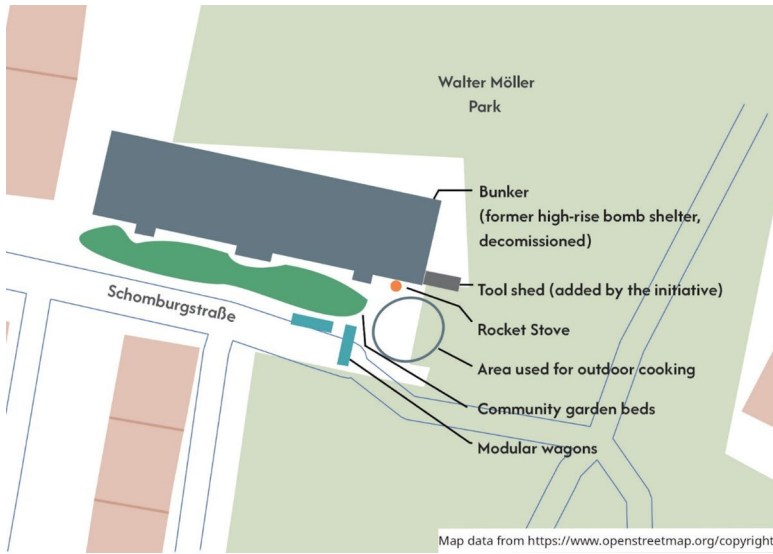 Walter Möller
Park
Bunker
(former high-rise bomb shelter,
decomissioned)
Tool shed (added by the initiative)
Schomburgstraße
Rocket Stove
Area used for outdoor cooking
Community garden beds
Modular wagons
Map data from https://www.openstreetmap.org/copyright